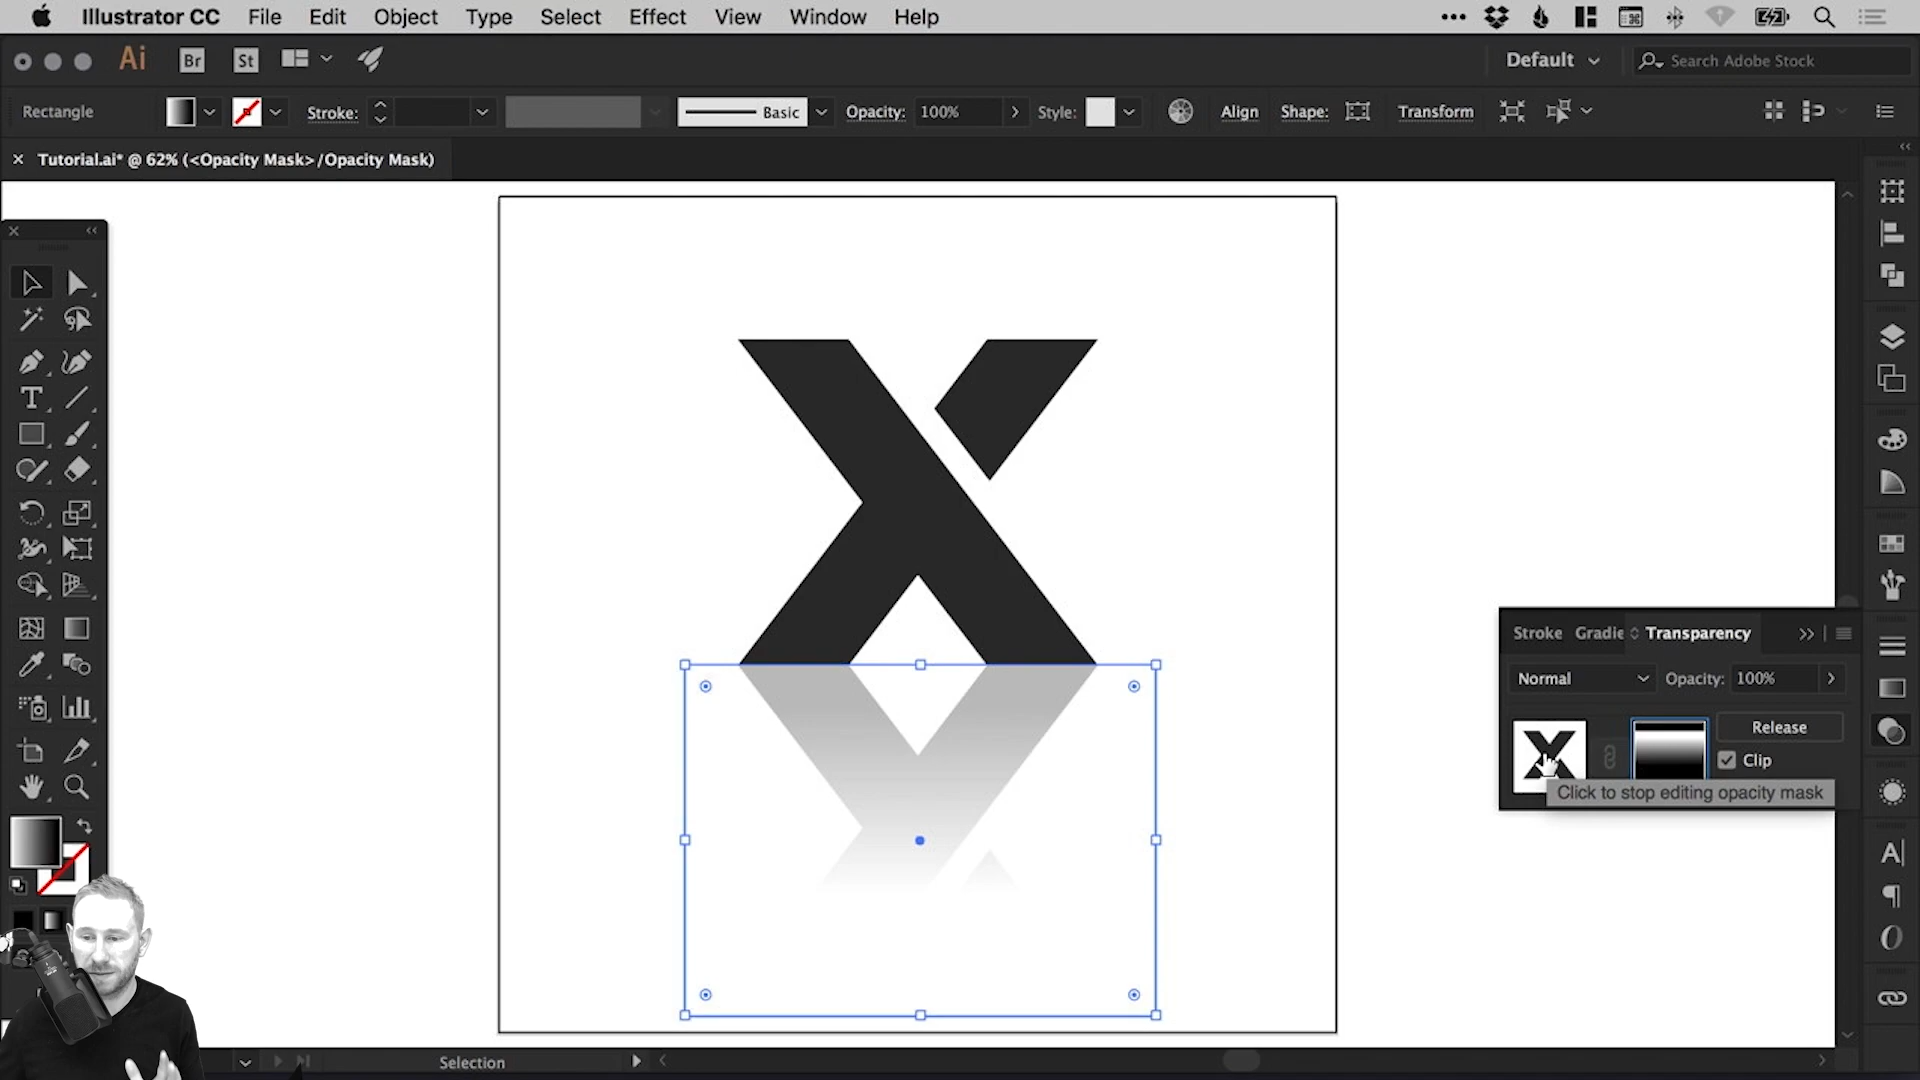 Illustrator CC File Edit Object Type Select Effect View Window Help
Ai Br St Default Search Adobe Stock
Rectangle Stroke: Basic Opacity: 100% Style: Align Shape: Transform
Tutorial.ai* @ 62% (<Opacity Mask>/Opacity Mask)
X
Stroke Gradie Transparency
Normal Opacity: 100%
Release
Clip
Click to stop editing opacity mask
Selection